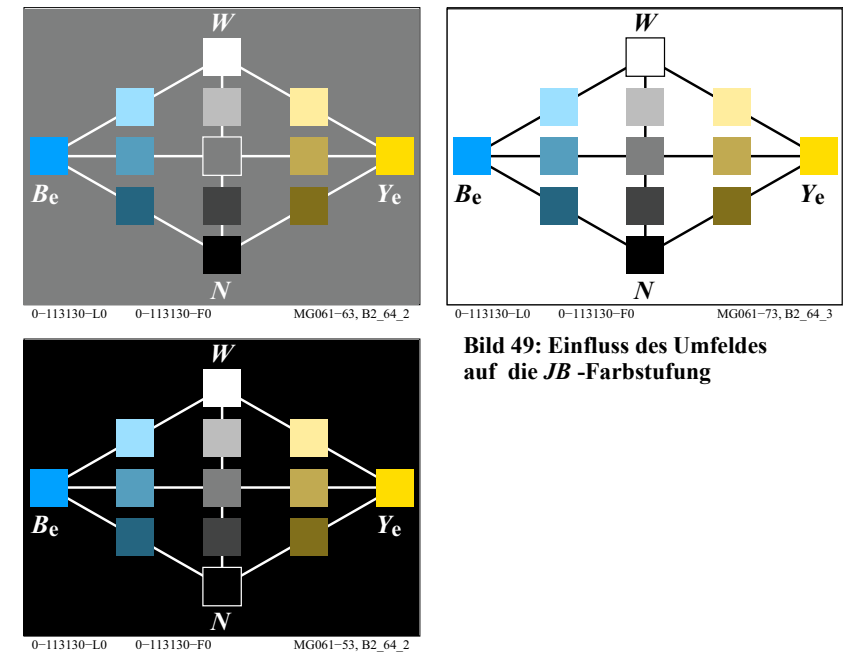 W
Be
Ye
N
0−113130−L0 0−113130−F0 MG061−63, B2_64_2
W
Be
Ye
N
0−113130−L0 0−113130−F0 MG061−73, B2_64_3
Bild 49: Einfluss des Umfeldes
auf die JB -Farbstufung
W
Be
Ye
N
0−113130−L0 0−113130−F0 MG061−53, B2_64_2